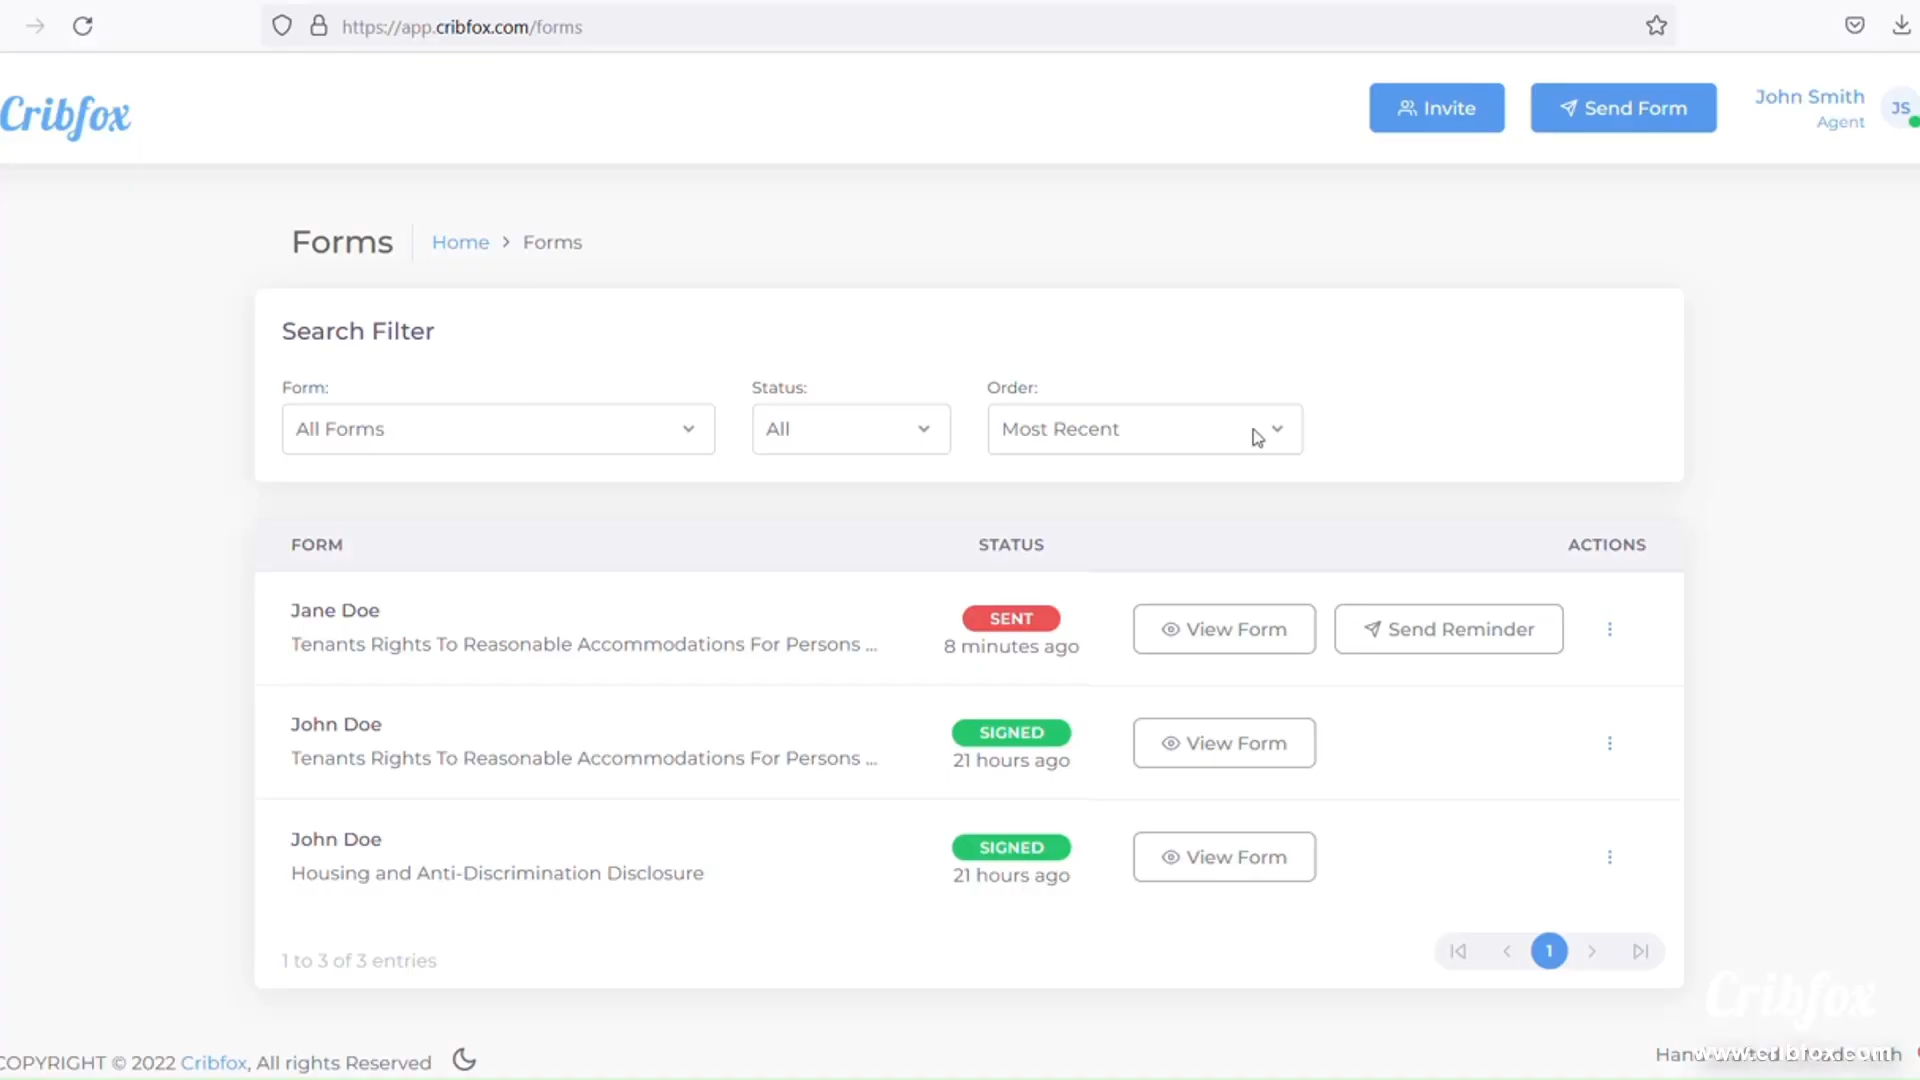 https://app.cribfox.com/forms
Cribfox
Invite
Send Form
John Smith
Agent
JS
Forms
Home > Forms
Search Filter
Form:
Status:
Order:
All Forms
All
Most Recent
FORM
STATUS
ACTIONS
Jane Doe
Tenants Rights To Reasonable Accommodations For Persons ...
SENT
8 minutes ago
View Form
Send Reminder
John Doe
Tenants Rights To Reasonable Accommodations For Persons ...
SIGNED
21 hours ago
View Form
John Doe
Housing and Anti-Discrimination Disclosure
SIGNED
21 hours ago
View Form
1 to 3 of 3 entries
1
Cribfox
COPYRIGHT © 2022 Cribfox, All rights Reserved
www.cribfox.com